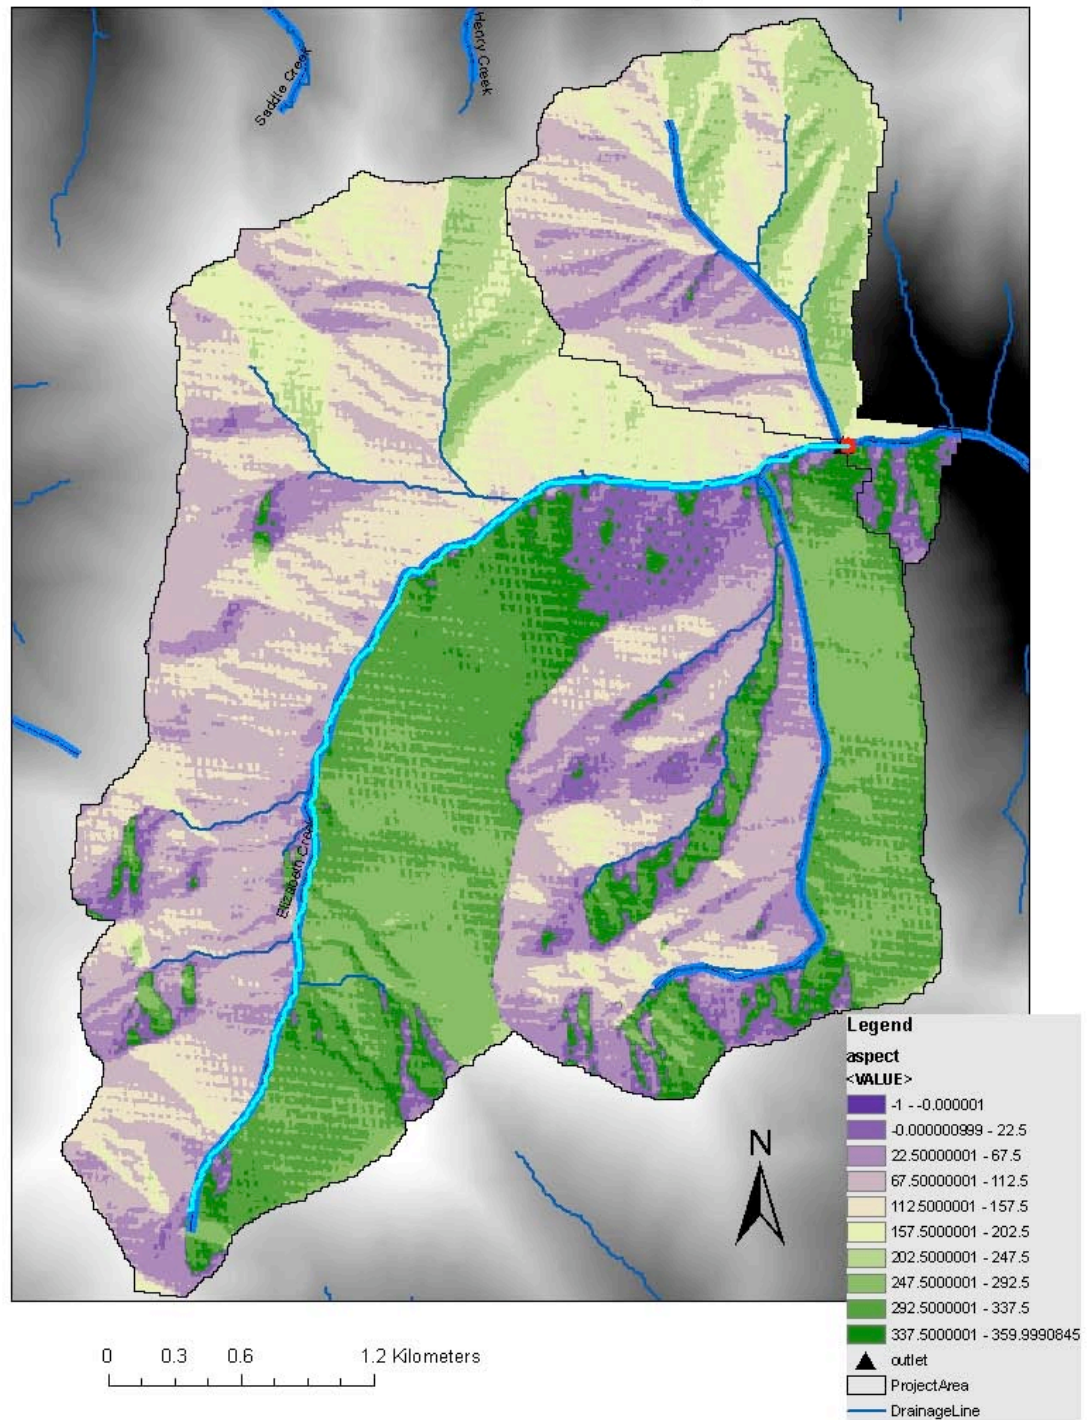 Saddle Creek
Henry Creek
Elizabeth Creek
N
Legend
aspect
<VALUE>
-1 - -0.000001
-0.000000999 - 22.5
22.50000001 - 67.5
67.50000001 - 112.5
112.5000001 - 157.5
157.5000001 - 202.5
202.5000001 - 247.5
247.5000001 - 292.5
292.5000001 - 337.5
337.5000001 - 359.9990845
outlet
ProjectArea
DrainageLine
0 0.3 0.6 1.2 Kilometers